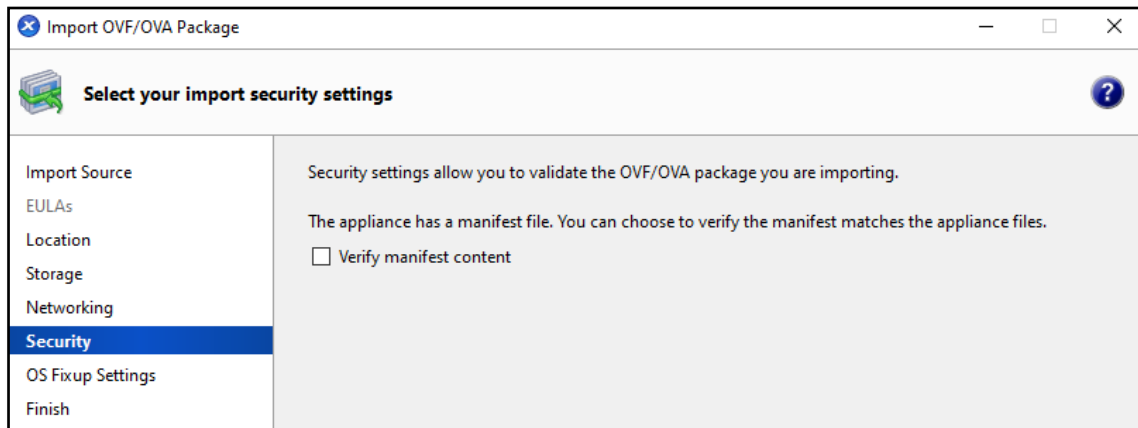 Import OVF/OVA Package
Select your import security settings
?
Import Source
EULAs
Location
Storage
Networking
Security
OS Fixup Settings
Finish
Security settings allow you to validate the OVF/OVA package you are importing.
The appliance has a manifest file. You can choose to verify the manifest matches the appliance files.
Verify manifest content